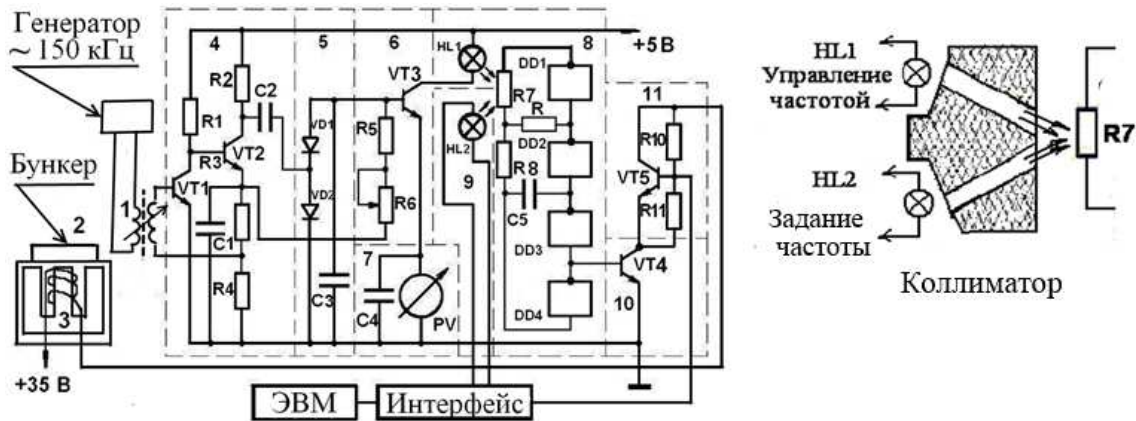 Генератор
~ 150 кГц
Бункер
1
2
3
+35 В
4
5
6
7
8
9
10
11
R1
R2
C2
R3
VT2
VT1
C1
R4
VD1
VD2
C3
R5
R6
VT3
C4
PV
HL1
HL2
R7
R
R8
C5
DD1
DD2
DD3
DD4
+5 В
R10
VT5
R11
VT4
ЭВМ
Интерфейс
HL1
Управление
частотой
HL2
Задание
частоты
R7
Коллиматор